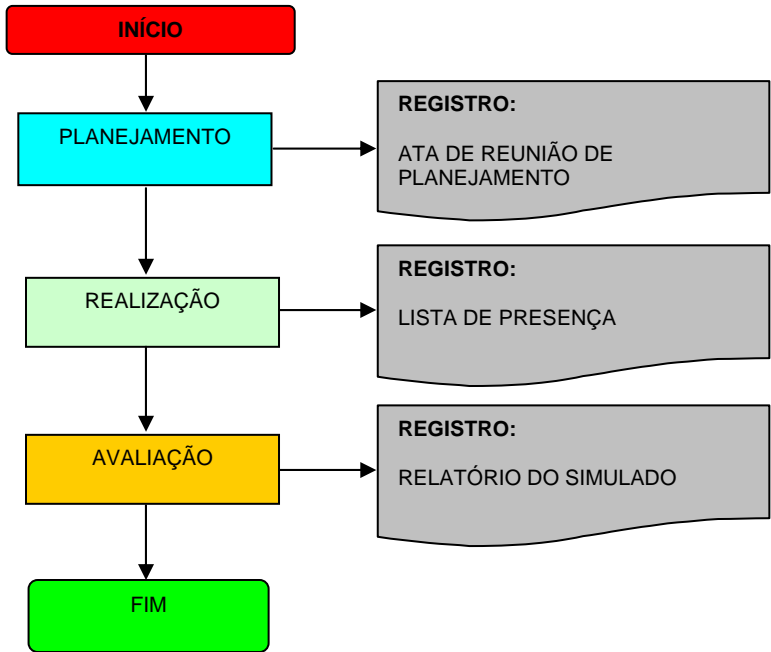 INÍCIO
PLANEJAMENTO
REGISTRO:
ATA DE REUNIÃO DE
PLANEJAMENTO
REALIZAÇÃO
REGISTRO:
LISTA DE PRESENÇA
AVALIAÇÃO
REGISTRO:
RELATÓRIO DO SIMULADO
FIM